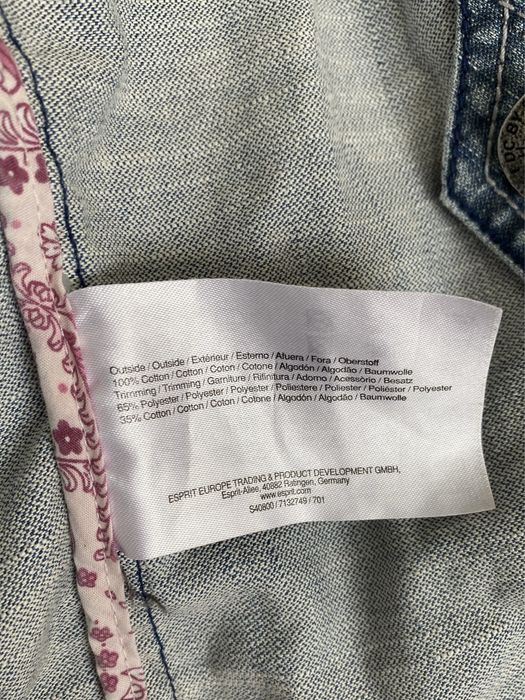 Outside / Outside / Extérieur / Esterno / Afuera / Fora / Oberstoff
100% Cotton / Cotton / Coton / Cotone / Algodón / Algodão / Baumwolle
Trimming / Trimming / Garniture / Rifinitura / Adorno / Acessòrio / Besatz
65% Polyester / Polyester / Polyester / Poliestere / Poliester / Poliéster / Polyester
35% Cotton / Cotton / Coton / Cotone / Algodón / Algodão / Baumwolle
ESPRIT EUROPE TRADING & PRODUCT DEVELOPMENT GMBH,
Esprit-Allee, 40882 Ratingen, Germany
www.esprit.com
S40800 / 7132749 / 701